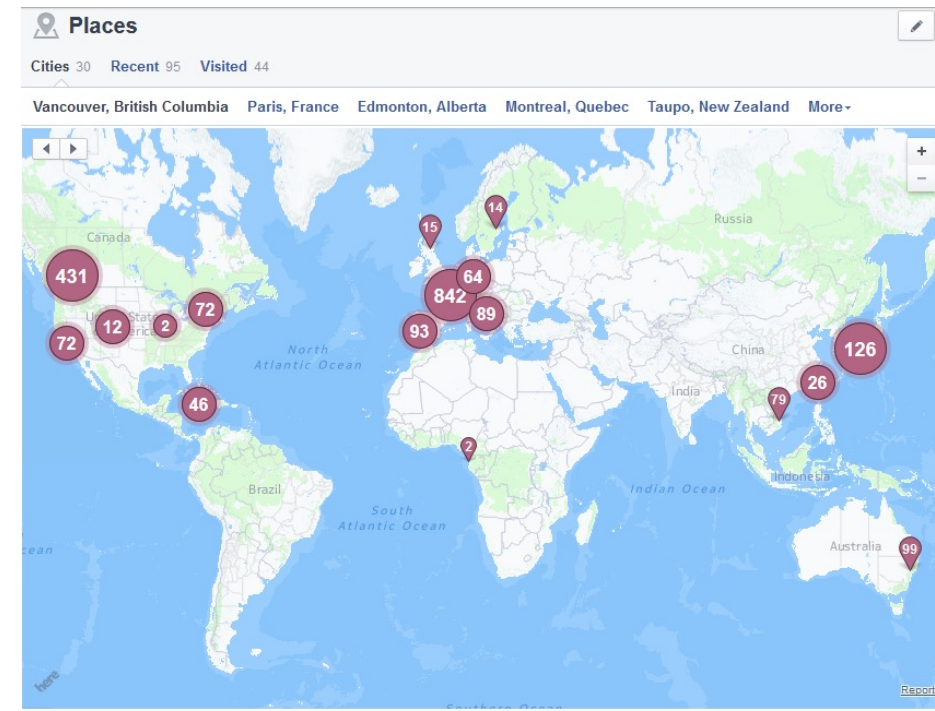 Places
Cities 30 Recent 95 Visited 44
Vancouver, British Columbia Paris, France Edmonton, Alberta Montreal, Quebec Taupo, New Zealand More
+
−
14
15
Russia
Canada
431
64
842
72
89
12
2
93
72
126
North
Atlantic Ocean
China
26
India
79
46
2
Indonesia
Brazil
Indian Ocean
South
Atlantic Ocean
Australia
99
here
Report
Southern Ocean